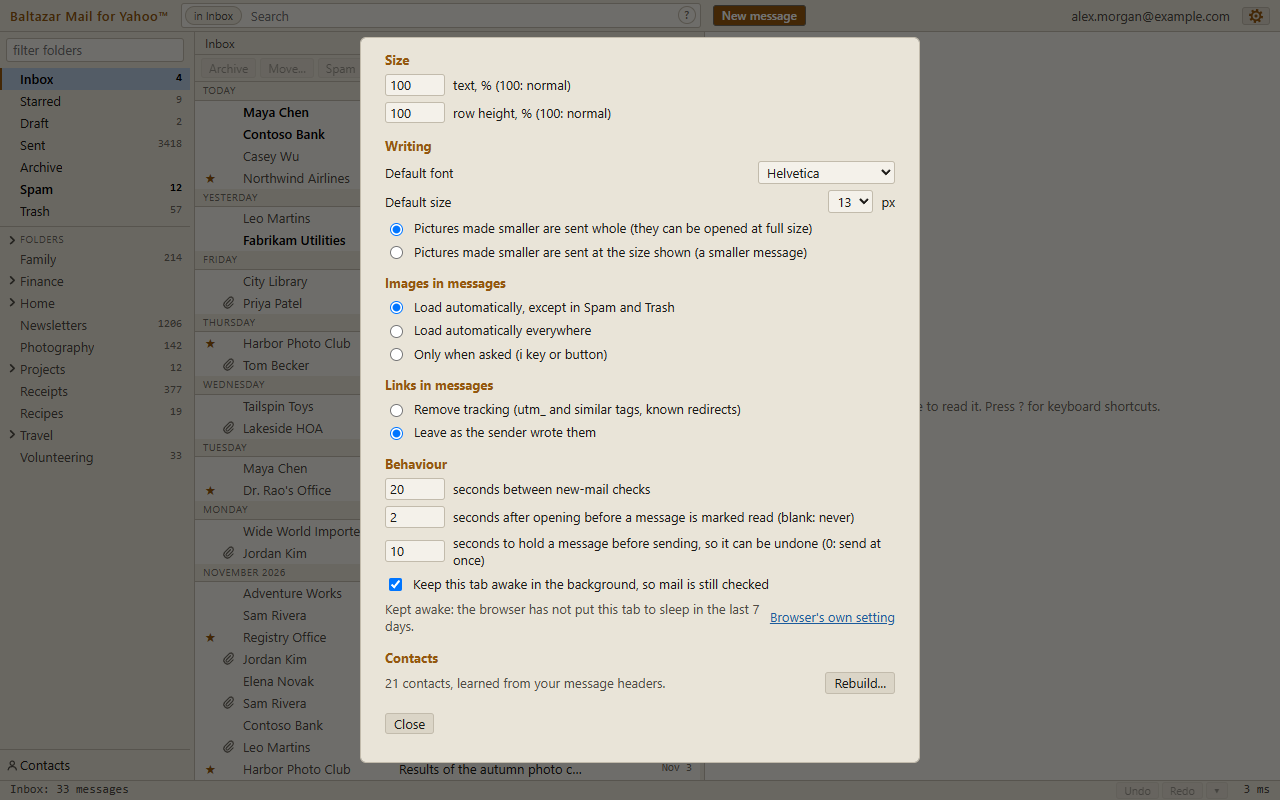 Baltazar Mail for Yahoo™
in Inbox
Search
?
New message
alex.morgan@example.com
filter folders
Inbox 4
Starred 9
Draft 2
Sent 3418
Archive
Spam 12
Trash 57
FOLDERS
Family 214
Finance
Home
Newsletters 1206
Photography 142
Projects 12
Receipts 377
Recipes 19
Travel
Volunteering 33
Contacts
Inbox
Archive Move... Spam
TODAY
Maya Chen
Contoso Bank
Casey Wu
Northwind Airlines
YESTERDAY
Leo Martins
Fabrikam Utilities
FRIDAY
City Library
Priya Patel
THURSDAY
Harbor Photo Club
Tom Becker
WEDNESDAY
Tailspin Toys
Lakeside HOA
TUESDAY
Maya Chen
Dr. Rao's Office
MONDAY
Wide World Importe
Jordan Kim
NOVEMBER 2026
Adventure Works
Sam Rivera
Registry Office
Jordan Kim
Elena Novak
Sam Rivera
Contoso Bank
Leo Martins
Harbor Photo Club Results of the autumn photo c... Nov 3
Size
100 text, % (100: normal)
100 row height, % (100: normal)
Writing
Default font Helvetica
Default size 13 px
Pictures made smaller are sent whole (they can be opened at full size)
Pictures made smaller are sent at the size shown (a smaller message)
Images in messages
Load automatically, except in Spam and Trash
Load automatically everywhere
Only when asked (i key or button)
Links in messages
Remove tracking (utm_ and similar tags, known redirects)
Leave as the sender wrote them
Behaviour
20 seconds between new-mail checks
2 seconds after opening before a message is marked read (blank: never)
10 seconds to hold a message before sending, so it can be undone (0: send at
once)
Keep this tab awake in the background, so mail is still checked
Kept awake: the browser has not put this tab to sleep in the last 7
days.
Browser's own setting
Contacts
21 contacts, learned from your message headers.
Rebuild...
Close
e to read it. Press ? for keyboard shortcuts.
Inbox: 33 messages
Undo Redo 3 ms